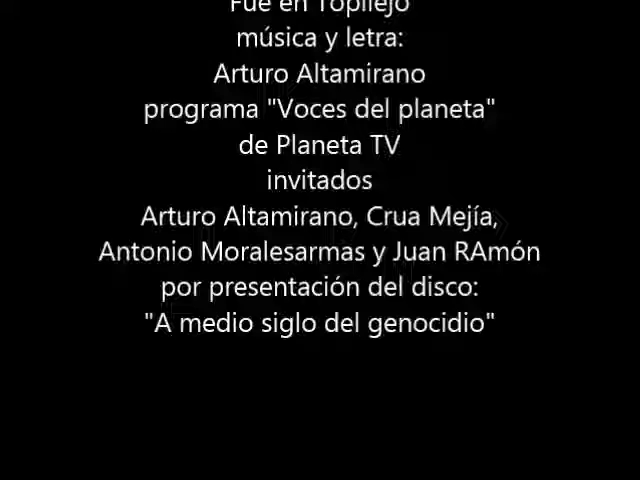 Fue en Topilejo
música y letra:
Arturo Altamirano
programa "Voces del planeta"
de Planeta TV
invitados
Arturo Altamirano, Crua Mejía,
Antonio Moralesarmas y Juan RAmón
por presentación del disco:
"A medio siglo del genocidio"